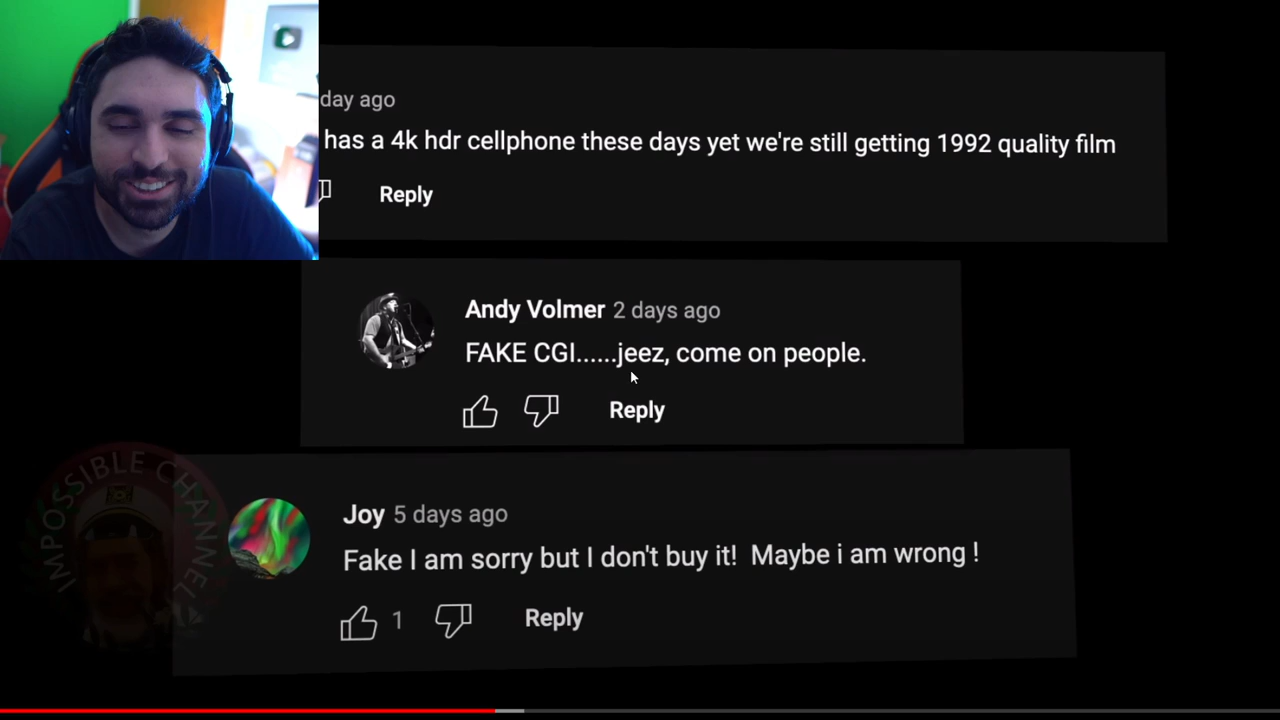 day ago
has a 4k hdr cellphone these days yet we're still getting 1992 quality film
Reply
Andy Volmer 2 days ago
FAKE CGI......jeez, come on people.
Reply
IMPOSSIBLE CHANNEL
Joy 5 days ago
Fake I am sorry but I don't buy it!  Maybe i am wrong !
1 Reply